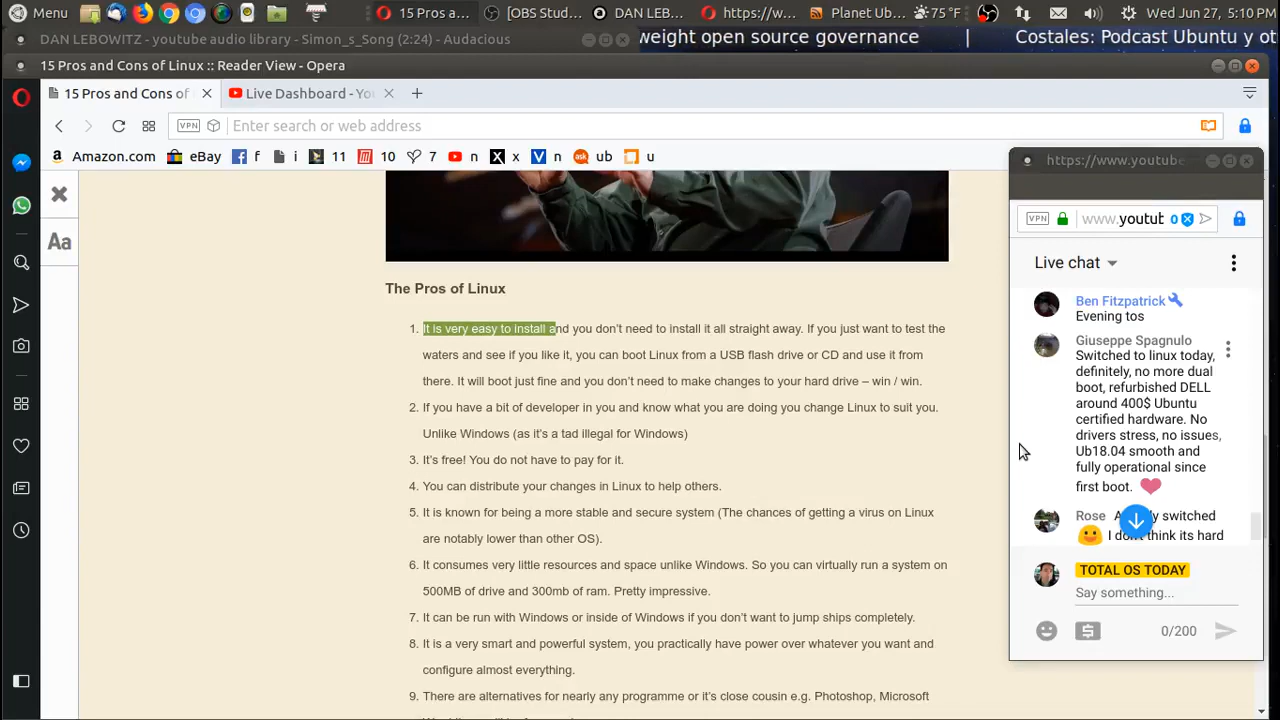 Menu
15 Pros a...
[OBS Stud...
DAN LEB...
https://w...
Planet Ub...
75 °F
Wed Jun 27, 5:10 PM
DAN LEBOWITZ - youtube audio library - Simon_s_Song (2:24) - Audacious
weight open source governance | Costales: Podcast Ubuntu y ot
15 Pros and Cons of Linux :: Reader View - Opera
15 Pros and Cons of
Live Dashboard - You
VPN
Enter search or web address
Amazon.com
eBay
f
i
11
10
7
n
x
n
ub
u
Aa
The Pros of Linux
1. It is very easy to install and you don't need to install it all straight away. If you just want to test the
waters and see if you like it, you can boot Linux from a USB flash drive or CD and use it from
there. It will boot just fine and you don't need to make changes to your hard drive – win / win.
2. If you have a bit of developer in you and know what you are doing you change Linux to suit you.
Unlike Windows (as it's a tad illegal for Windows)
3. It's free! You do not have to pay for it.
4. You can distribute your changes in Linux to help others.
5. It is known for being a more stable and secure system (The chances of getting a virus on Linux
are notably lower than other OS).
6. It consumes very little resources and space unlike Windows. So you can virtually run a system on
500MB of drive and 300mb of ram. Pretty impressive.
7. It can be run with Windows or inside of Windows if you don't want to jump ships completely.
8. It is a very smart and powerful system, you practically have power over whatever you want and
configure almost everything.
9. There are alternatives for nearly any programme or it's close cousin e.g. Photoshop, Microsoft
https://www.youtube
VPN
www.youtut
0
Live chat
Ben Fitzpatrick
Evening tos
Giuseppe Spagnulo
Switched to linux today,
definitely, no more dual
boot, refurbished DELL
around 400$ Ubuntu
certified hardware. No
drivers stress, no issues,
Ub18.04 smooth and
fully operational since
first boot.
Rose
switched
I don't think its hard
TOTAL OS TODAY
Say something...
0/200